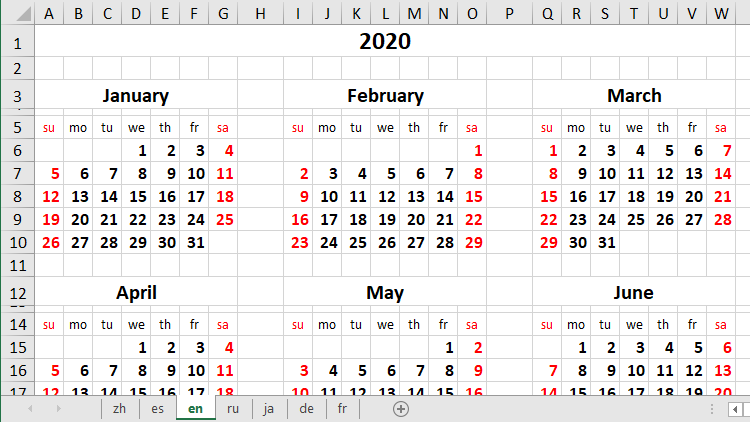 A B C D E F G H I J K L M N O P Q R S T U V W
1 2020
2
3 January February March
5 su mo tu we th fr sa su mo tu we th fr sa su mo tu we th fr sa
6 1 2 3 4 1 1 2 3 4 5 6 7
7 5 6 7 8 9 10 11 2 3 4 5 6 7 8 8 9 10 11 12 13 14
8 12 13 14 15 16 17 18 9 10 11 12 13 14 15 15 16 17 18 19 20 21
9 19 20 21 22 23 24 25 16 17 18 19 20 21 22 22 23 24 25 26 27 28
10 26 27 28 29 30 31 23 24 25 26 27 28 29 29 30 31
11
12 April May June
14 su mo tu we th fr sa su mo tu we th fr sa su mo tu we th fr sa
15 1 2 3 4 1 2 1 2 3 4 5 6
16 5 6 7 8 9 10 11 3 4 5 6 7 8 9 7 8 9 10 11 12 13
17 12 13 14 15 16 17 18 10 11 12 13 14 15 16 14 15 16 17 18 19 20
zh es en ru ja de fr